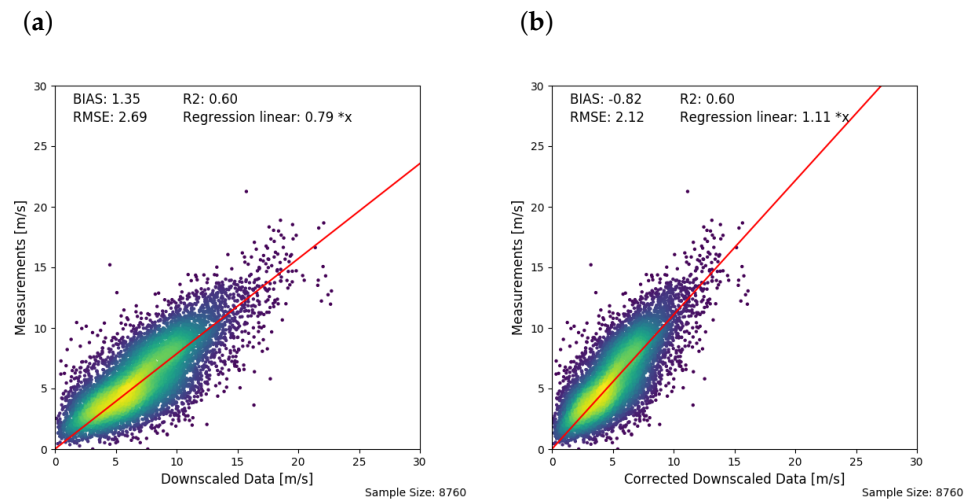 (a)
(b)
BIAS: 1.35 R2: 0.60
RMSE: 2.69 Regression linear: 0.79 *x
30
25
20
15
10
5
0
Measurements [m/s]
0 5 10 15 20 25 30
Downscaled Data [m/s]
Sample Size: 8760
BIAS: -0.82 R2: 0.60
RMSE: 2.12 Regression linear: 1.11 *x
30
25
20
15
10
5
0
Measurements [m/s]
0 5 10 15 20 25 30
Corrected Downscaled Data [m/s]
Sample Size: 8760